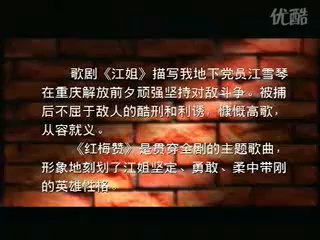 优酷
歌剧《江姐》描写我地下党员江雪琴
在重庆解放前夕顽强坚持对敌斗争。被捕
后不屈于敌人的酷刑和利诱，慷慨高歌，
从容就义。
《红梅赞》是贯穿全剧的主题歌曲，
形象地刻划了江姐坚定、勇敢、柔中带刚
的英雄性格。